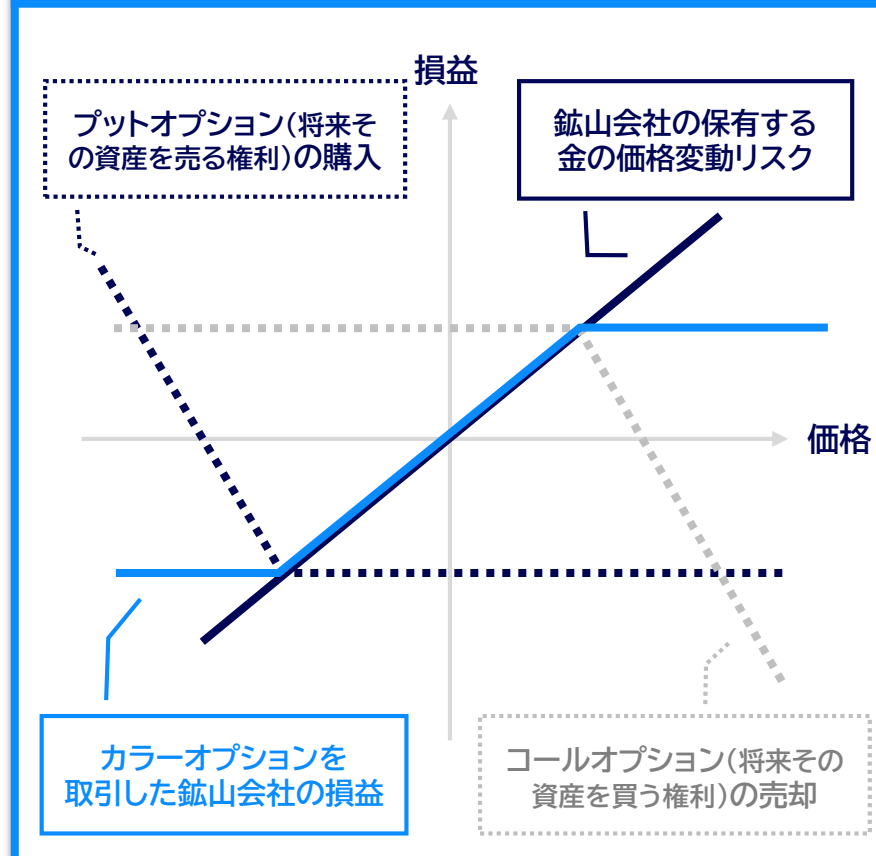 損益
プットオプション(将来そ
の資産を売る権利)の購入
鉱山会社の保有する
金の価格変動リスク
価格
カラーオプションを
取引した鉱山会社の損益
コールオプション(将来その
資産を買う権利)の売却